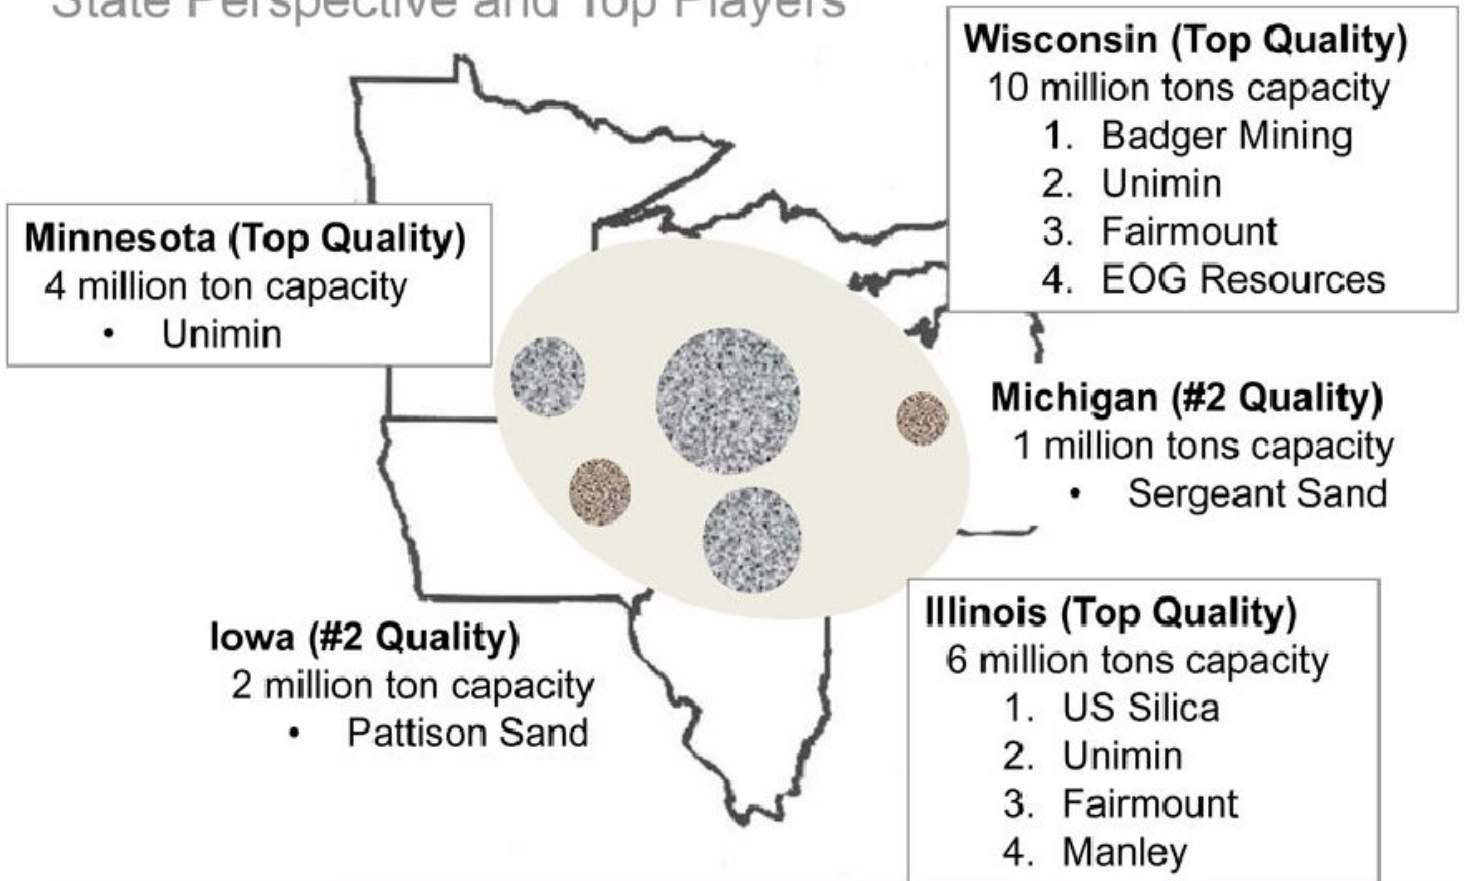 State Perspective and Top Players
Wisconsin (Top Quality)
10 million tons capacity
1. Badger Mining
2. Unimin
3. Fairmount
4. EOG Resources
Minnesota (Top Quality)
4 million ton capacity
• Unimin
Michigan (#2 Quality)
1 million tons capacity
• Sergeant Sand
Iowa (#2 Quality)
2 million ton capacity
• Pattison Sand
Illinois (Top Quality)
6 million tons capacity
1. US Silica
2. Unimin
3. Fairmount
4. Manley